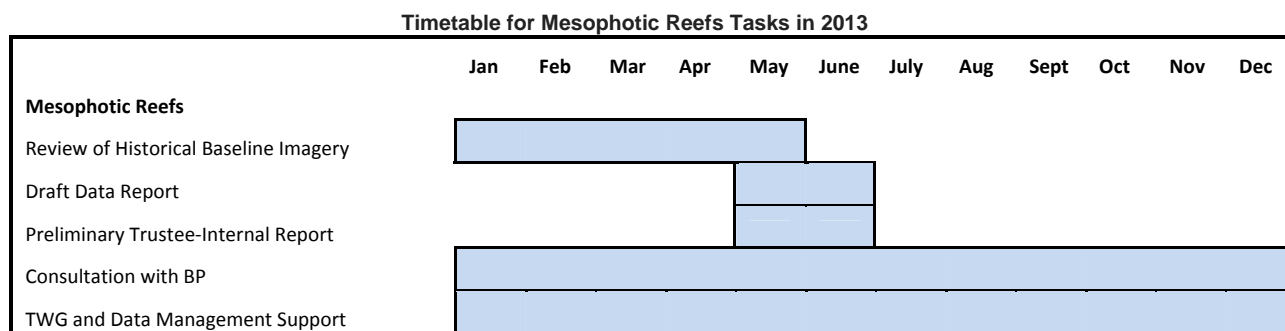 Timetable for Mesophotic Reefs Tasks in 2013
Jan Feb Mar Apr May June July Aug Sept Oct Nov Dec
Mesophotic Reefs
Review of Historical Baseline Imagery
Draft Data Report
Preliminary Trustee-Internal Report
Consultation with BP
TWG and Data Management Support